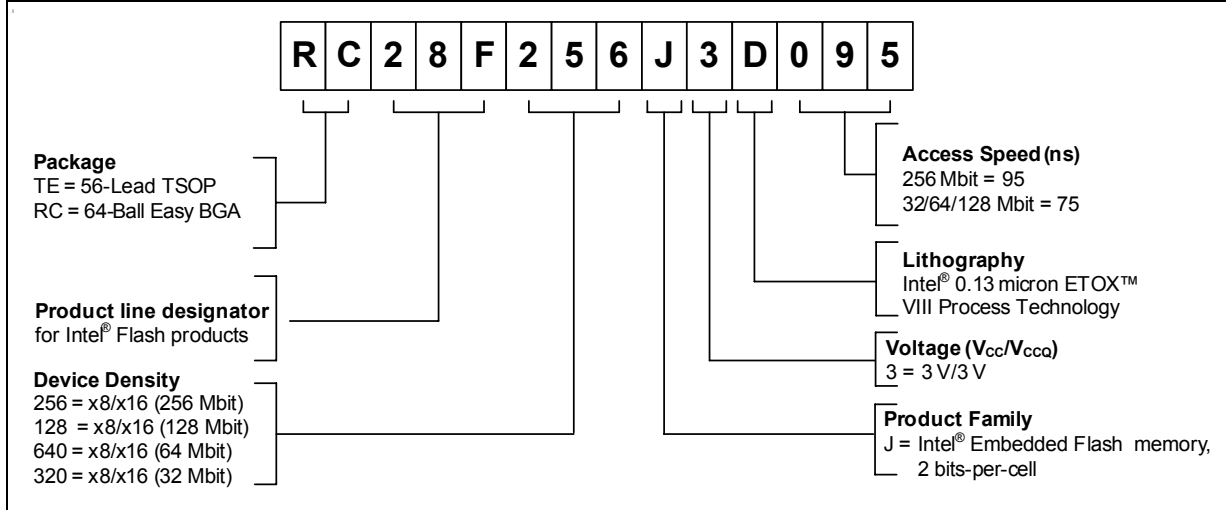 R C 2 8 F 2 5 6 J 3 D 0 9 5
Package
TE = 56-Lead TSOP
RC = 64-Ball Easy BGA
Product line designator
for Intel® Flash products
Device Density
256 = x8/x16 (256 Mbit)
128 = x8/x16 (128 Mbit)
640 = x8/x16 (64 Mbit)
320 = x8/x16 (32 Mbit)
Access Speed (ns)
256 Mbit = 95
32/64/128 Mbit = 75
Lithography
Intel® 0.13 micron ETOX™
VIII Process Technology
Voltage (VCC/VCCQ)
3 = 3 V/3 V
Product Family
J = Intel® Embedded Flash memory,
2 bits-per-cell